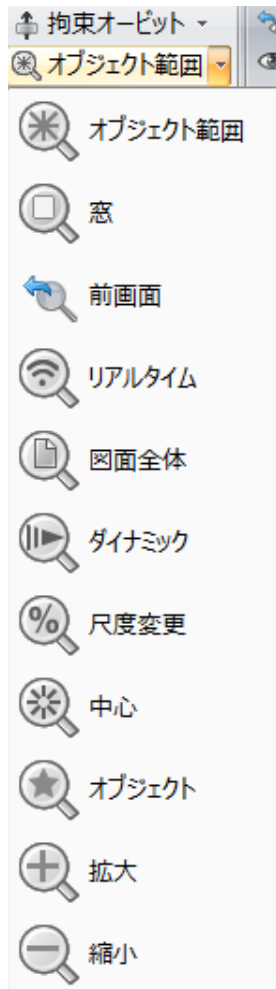 拘束オービット
オブジェクト範囲
オブジェクト範囲
窓
前画面
リアルタイム
図面全体
ダイナミック
尺度変更
中心
オブジェクト
拡大
縮小